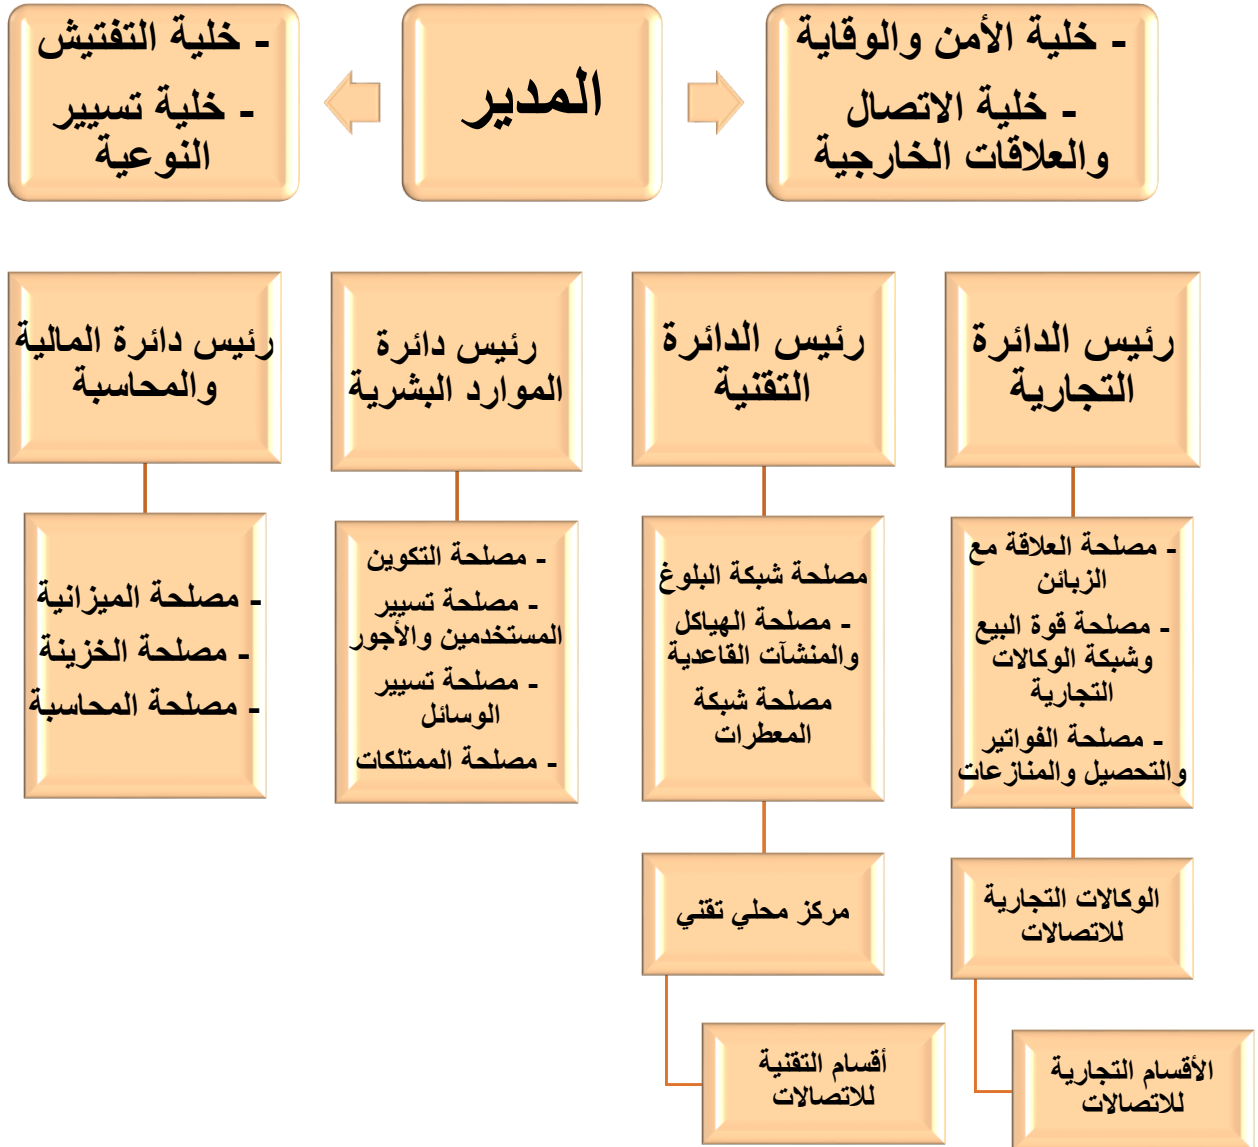 - خلية الأمن والوقاية
- خلية الاتصال
والعلاقات الخارجية
المدير
- خلية التفتيش
- خلية تسيير
النوعية
رئيس الدائرة
التجارية
رئيس الدائرة
التقنية
رئيس دائرة
الموارد البشرية
رئيس دائرة المالية
والمحاسبة
- مصلحة العلاقة مع
الزبائن
- مصلحة قوة البيع
وشبكة الوكالات
التجارية
- مصلحة الفواتير
والتحصيل والمنازعات
مصلحة شبكة البلوغ
- مصلحة الهياكل
والمنشآت القاعدية
مصلحة شبكة
المعطرات
- مصلحة التكوين
- مصلحة تسيير
المستخدمين والأجور
- مصلحة تسيير
الوسائل
- مصلحة الممتلكات
- مصلحة الميزانية
- مصلحة الخزينة
- مصلحة المحاسبة
الوكالات التجارية
للاتصالات
مركز محلي تقني
الأقسام التجارية
للاتصالات
أقسام التقنية
للاتصالات